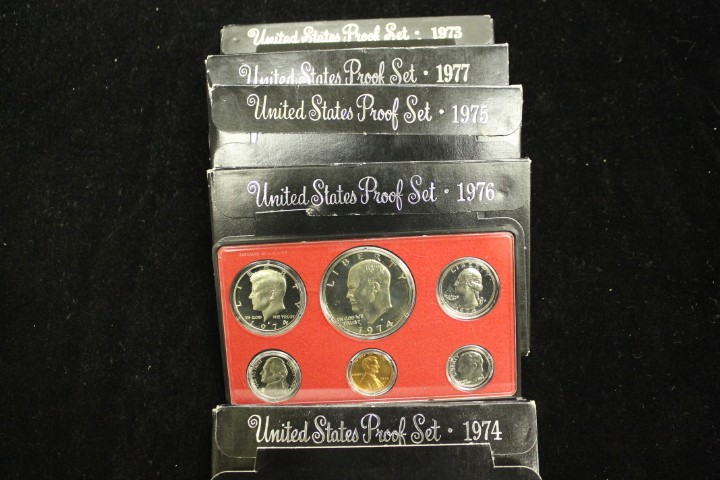 United States Proof Set · 1973
United States Proof Set · 1977
United States Proof Set · 1975
United States Proof Set · 1976
LIBERTY
IN GOD WE TRUST
1974
LIBERTY
IN GOD WE
TRUST
1974
LIBERTY
LIBERTY
United States Proof Set · 1974